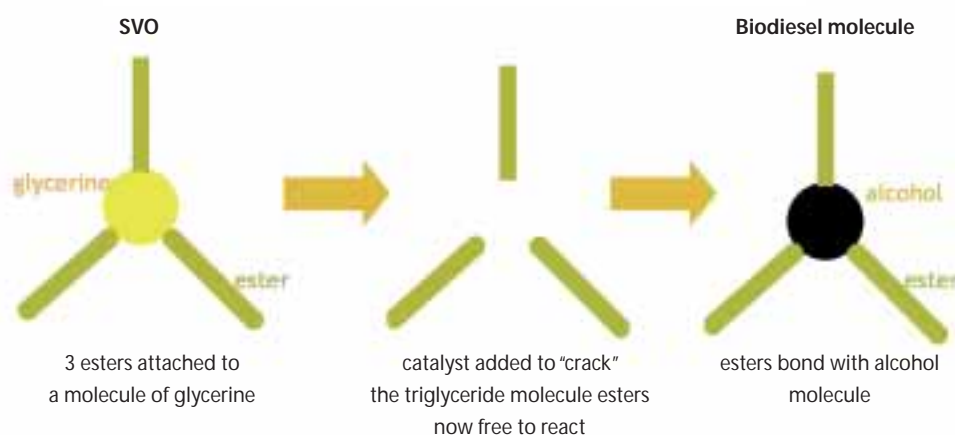 SVO
Biodiesel molecule
glycerine
alcohol
ester
ester
3 esters attached to
a molecule of glycerine
catalyst added to “crack”
the triglyceride molecule esters
now free to react
esters bond with alcohol
molecule